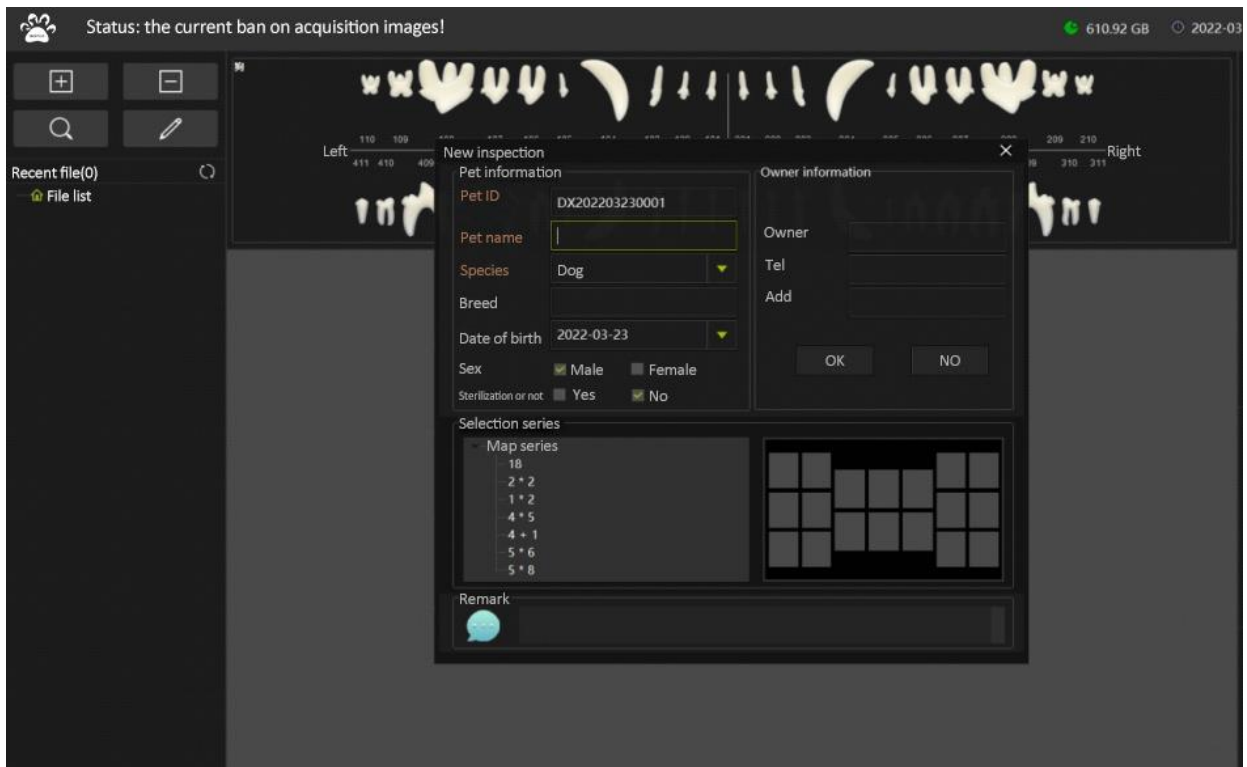 Status: the current ban on acquisition images!
610.92 GB
2022-03
Recent file(0)
File list
110 109
209 210
Left
Right
411 410 409
310 311
New inspection
Pet information
Owner information
Pet ID
DX202203230001
Pet name
Owner
Species
Dog
Tel
Breed
Add
Date of birth
2022-03-23
OK
NO
Sex
Male
Female
Sterilization or not
Yes
No
Selection series
Map series
18
2 * 2
1 * 2
4 * 5
4 + 1
5 * 6
5 * 8
Remark